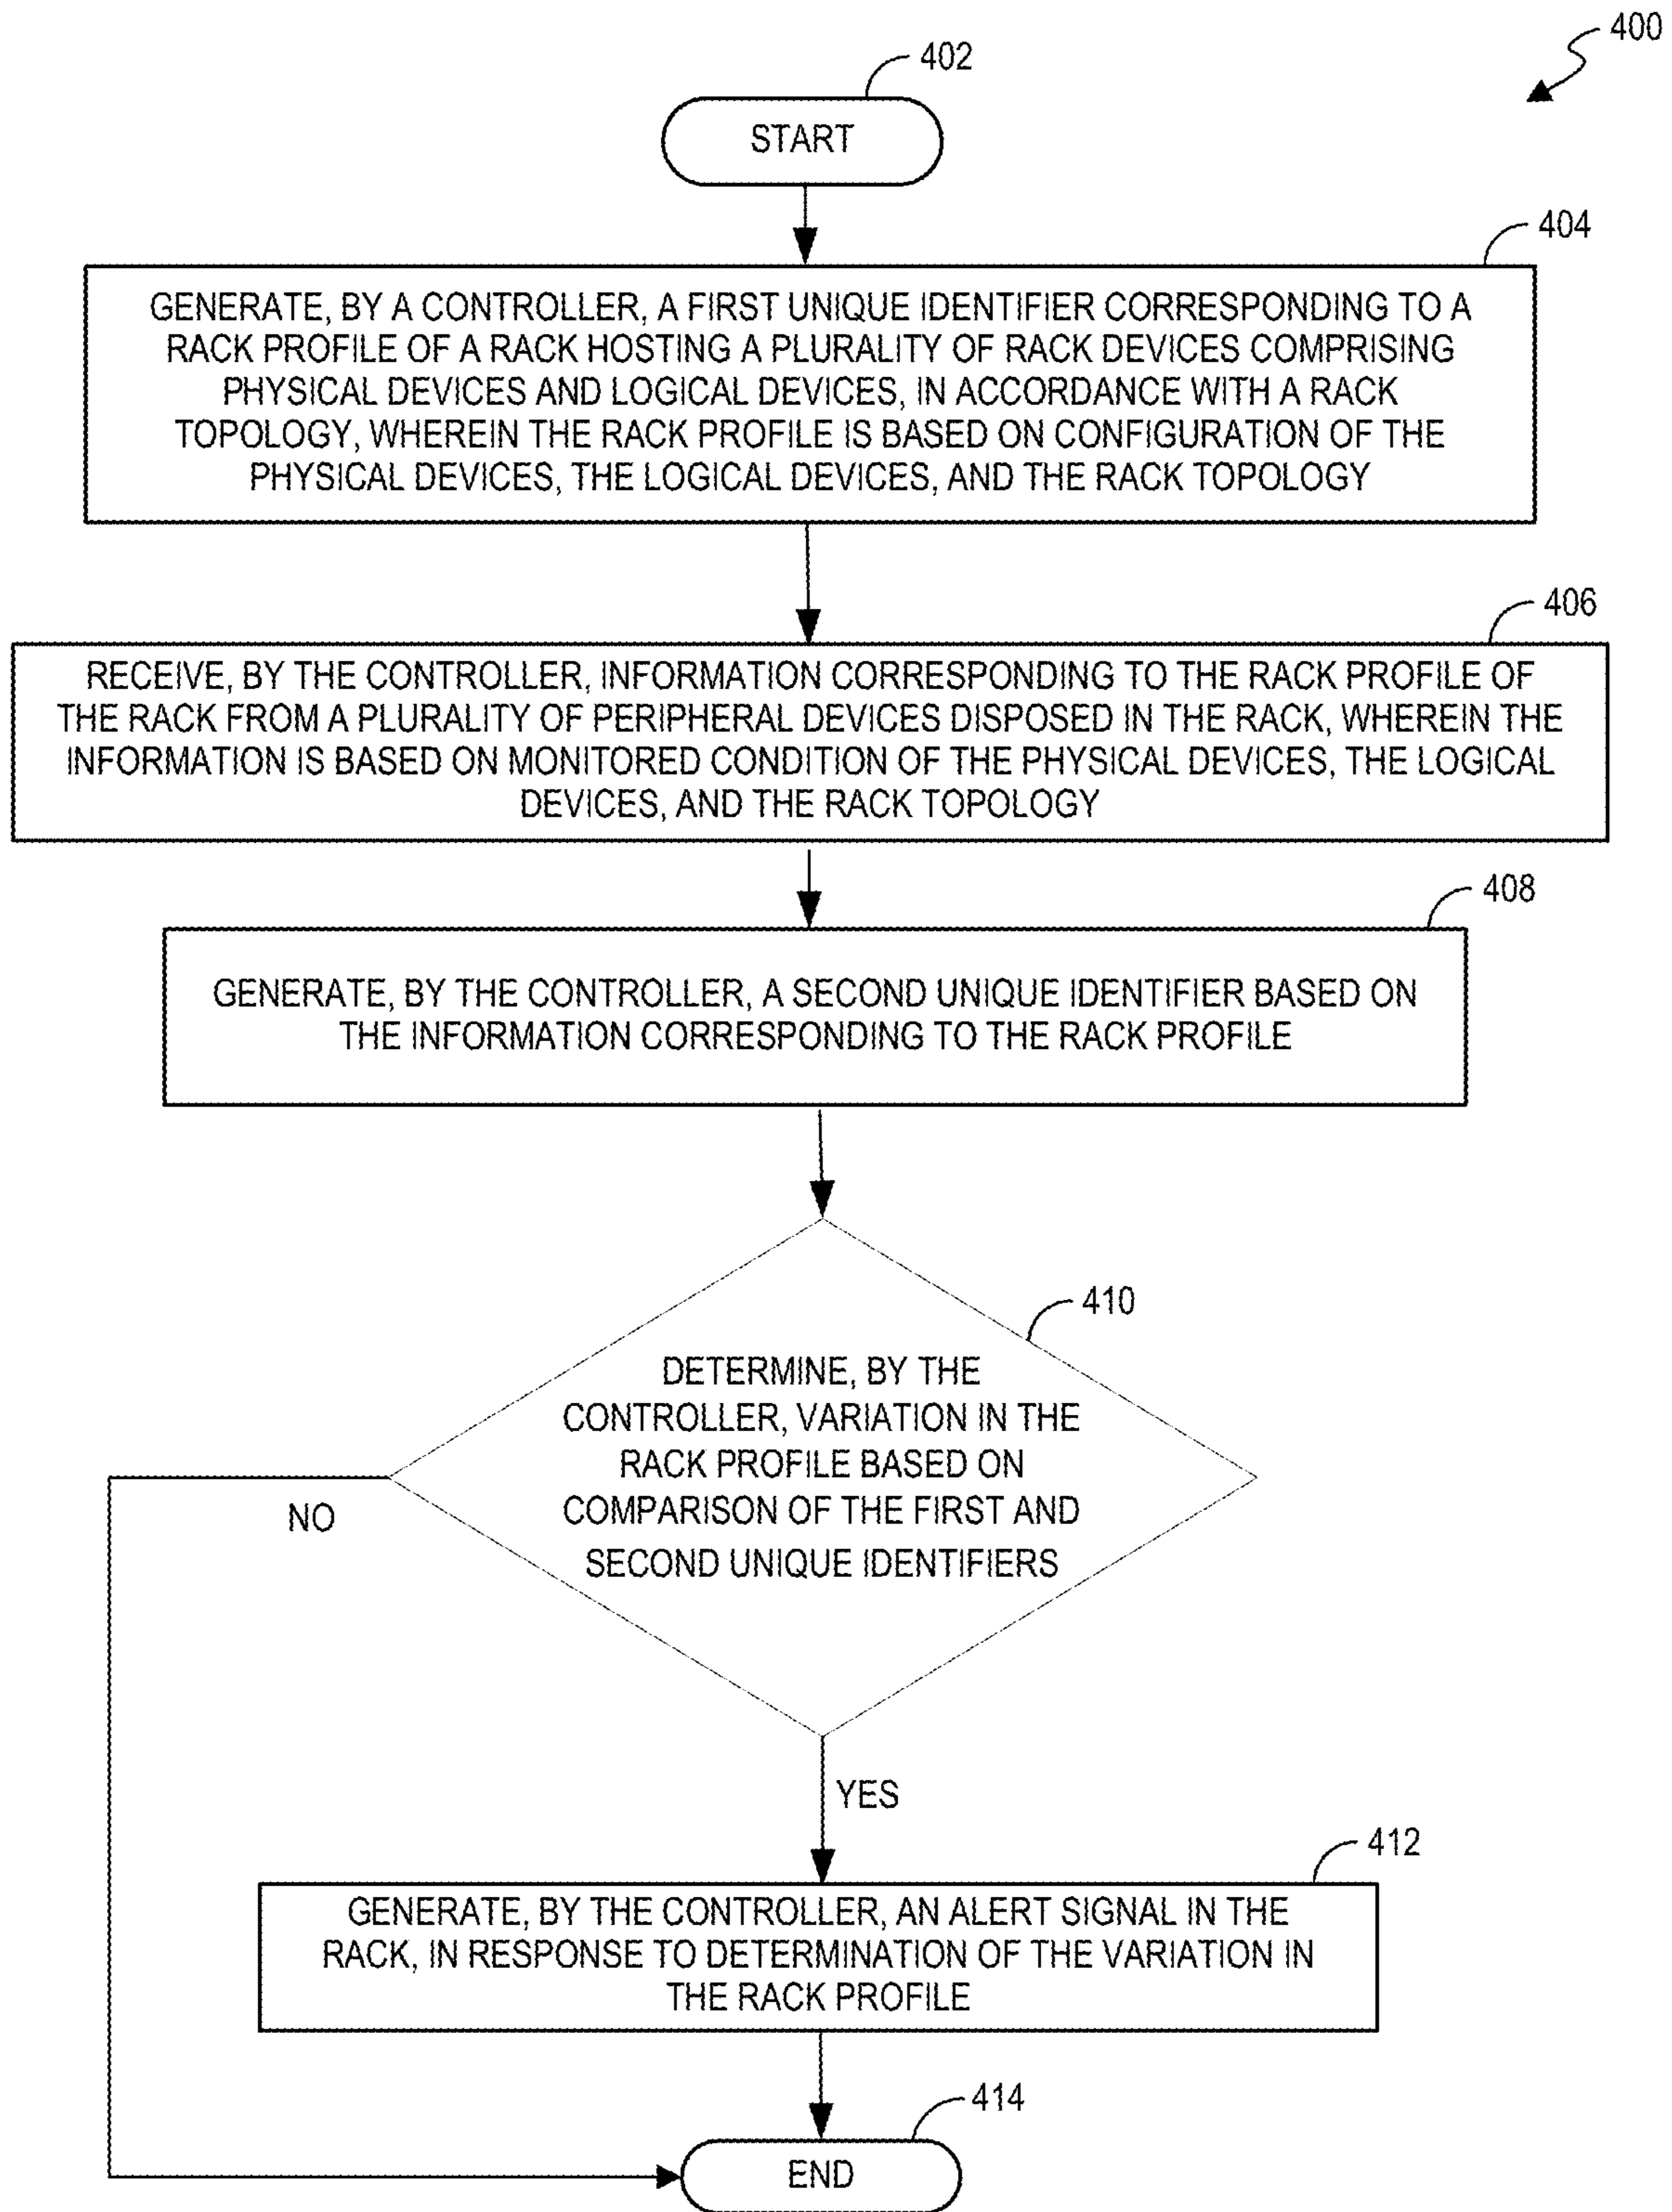 400
402
START
404
GENERATE, BY A CONTROLLER, A FIRST UNIQUE IDENTIFIER CORRESPONDING TO A
RACK PROFILE OF A RACK HOSTING A PLURALITY OF RACK DEVICES COMPRISING
PHYSICAL DEVICES AND LOGICAL DEVICES, IN ACCORDANCE WITH A RACK
TOPOLOGY, WHEREIN THE RACK PROFILE IS BASED ON CONFIGURATION OF THE
PHYSICAL DEVICES, THE LOGICAL DEVICES, AND THE RACK TOPOLOGY
406
RECEIVE, BY THE CONTROLLER, INFORMATION CORRESPONDING TO THE RACK PROFILE OF
THE RACK FROM A PLURALITY OF PERIPHERAL DEVICES DISPOSED IN THE RACK, WHEREIN THE
INFORMATION IS BASED ON MONITORED CONDITION OF THE PHYSICAL DEVICES, THE LOGICAL
DEVICES, AND THE RACK TOPOLOGY
408
GENERATE, BY THE CONTROLLER, A SECOND UNIQUE IDENTIFIER BASED ON
THE INFORMATION CORRESPONDING TO THE RACK PROFILE
410
DETERMINE, BY THE
CONTROLLER, VARIATION IN THE
RACK PROFILE BASED ON
COMPARISON OF THE FIRST AND
SECOND UNIQUE IDENTIFIERS
NO
YES
412
GENERATE, BY THE CONTROLLER, AN ALERT SIGNAL IN THE
RACK, IN RESPONSE TO DETERMINATION OF THE VARIATION IN
THE RACK PROFILE
414
END